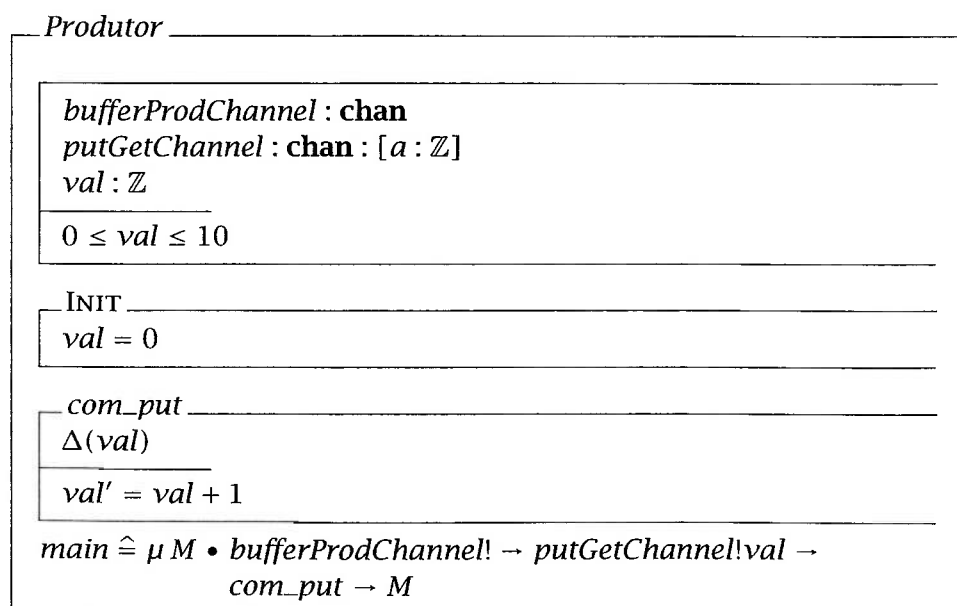 Produtor
bufferProdChannel : chan
putGetChannel : chan : [a : ℤ]
val : ℤ
0 ≤ val ≤ 10
INIT
val = 0
com_put
Δ(val)
val′ = val + 1
main ≙ μ M • bufferProdChannel! → putGetChannel!val →
com_put → M